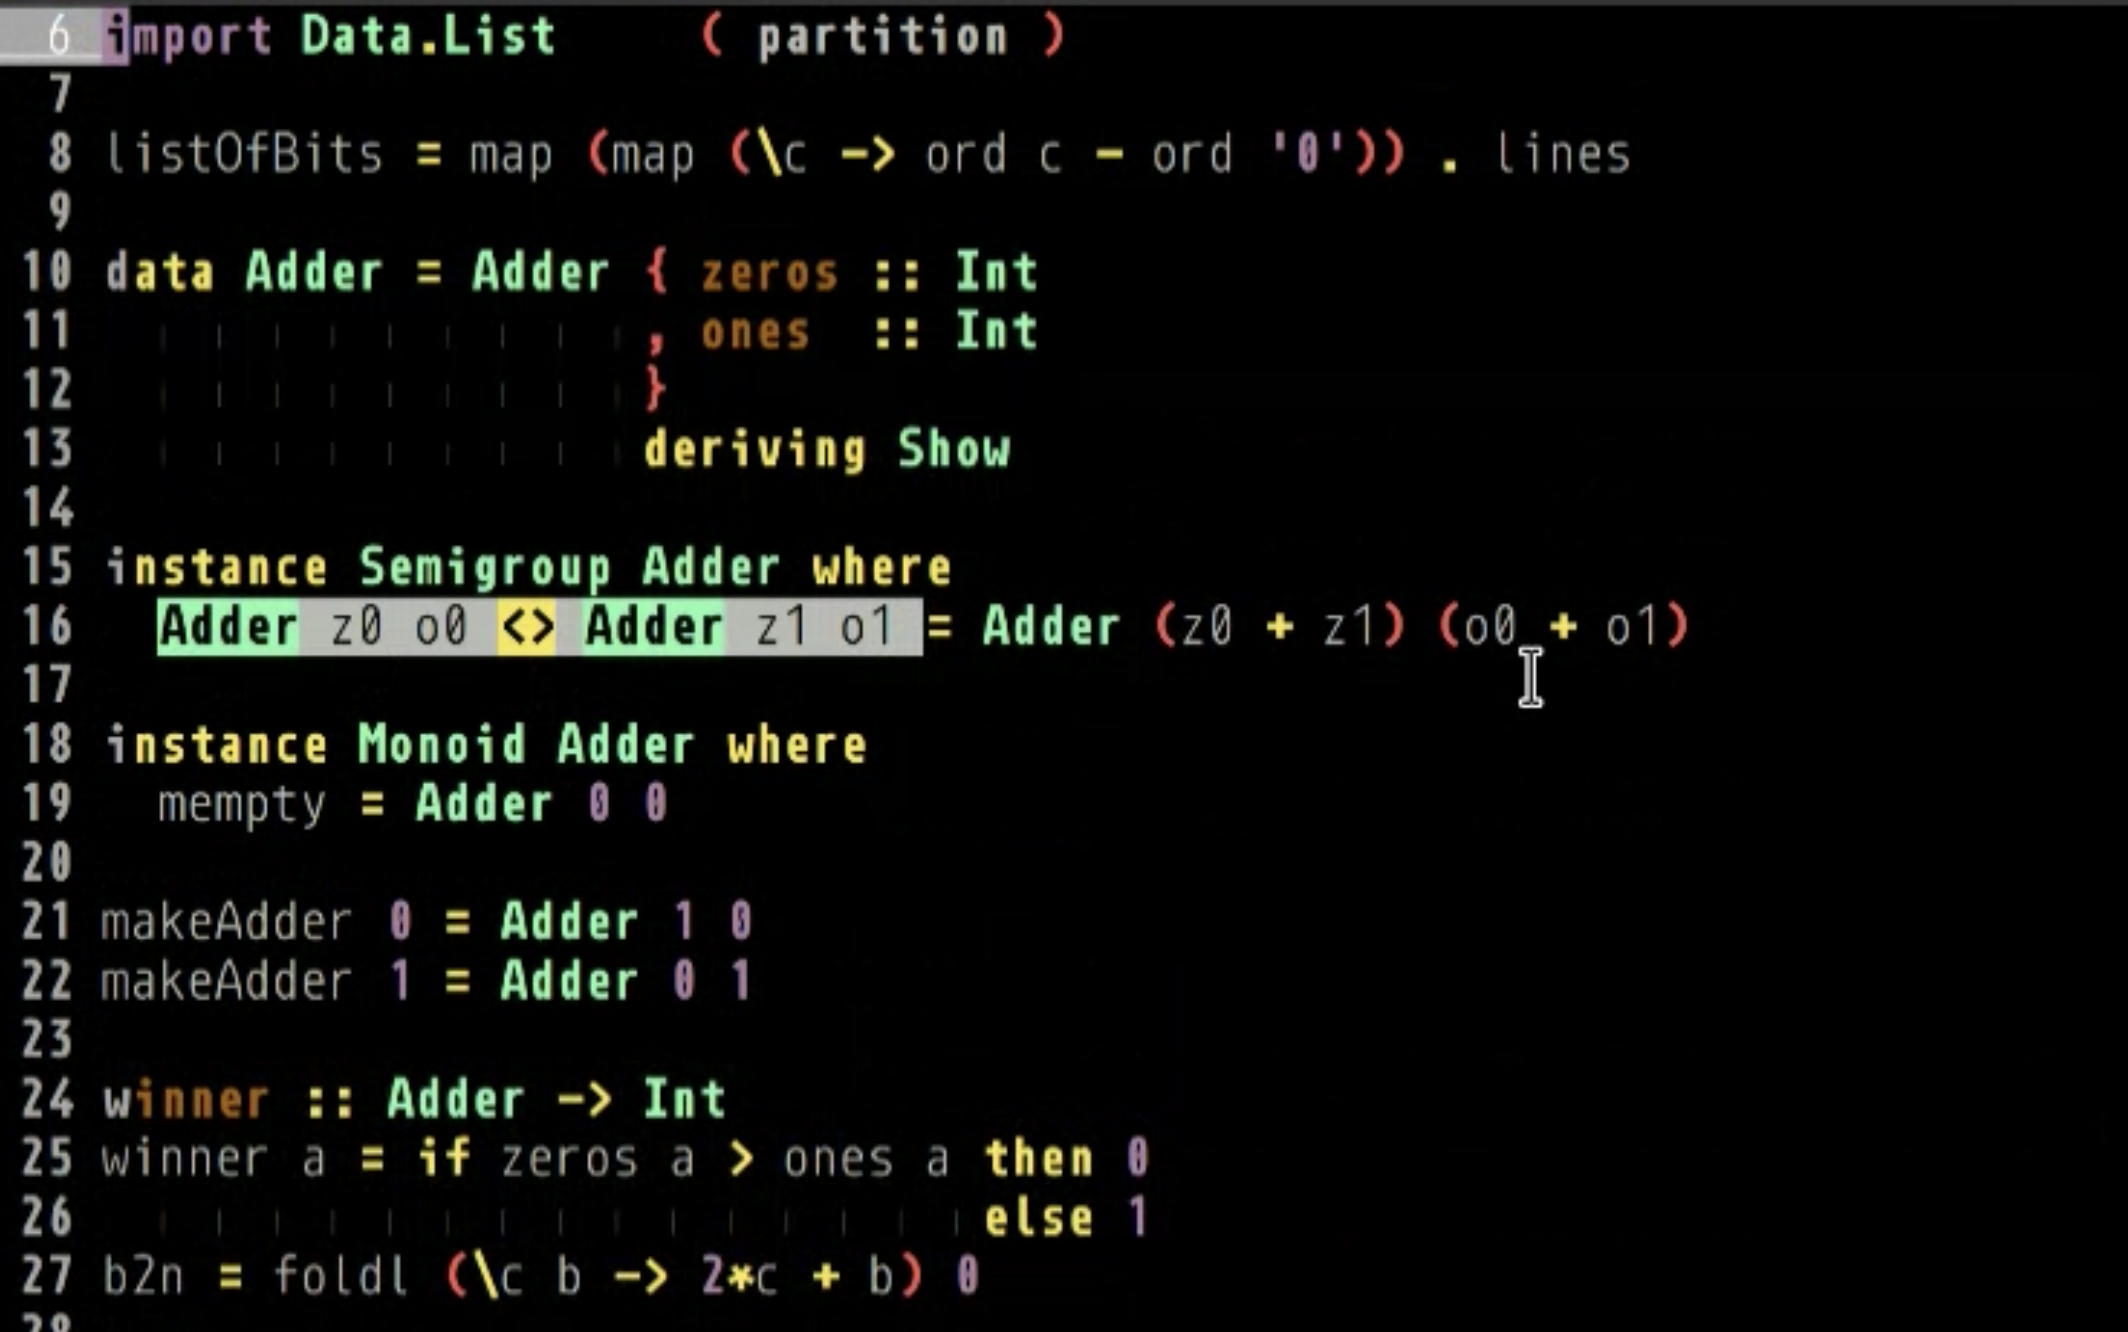 6 import Data.List     ( partition )
7
8 listOfBits = map (map (\c -> ord c - ord '0')) . lines
9
10 data Adder = Adder { zeros :: Int
11                    , ones  :: Int
12                    }
13                    deriving Show
14
15 instance Semigroup Adder where
16   Adder z0 o0 <> Adder z1 o1 = Adder (z0 + z1) (o0 + o1)
17
18 instance Monoid Adder where
19   mempty = Adder 0 0
20
21 makeAdder 0 = Adder 1 0
22 makeAdder 1 = Adder 0 1
23
24 winner :: Adder -> Int
25 winner a = if zeros a > ones a then 0
26                                else 1
27 b2n = foldl (\c b -> 2*c + b) 0
28